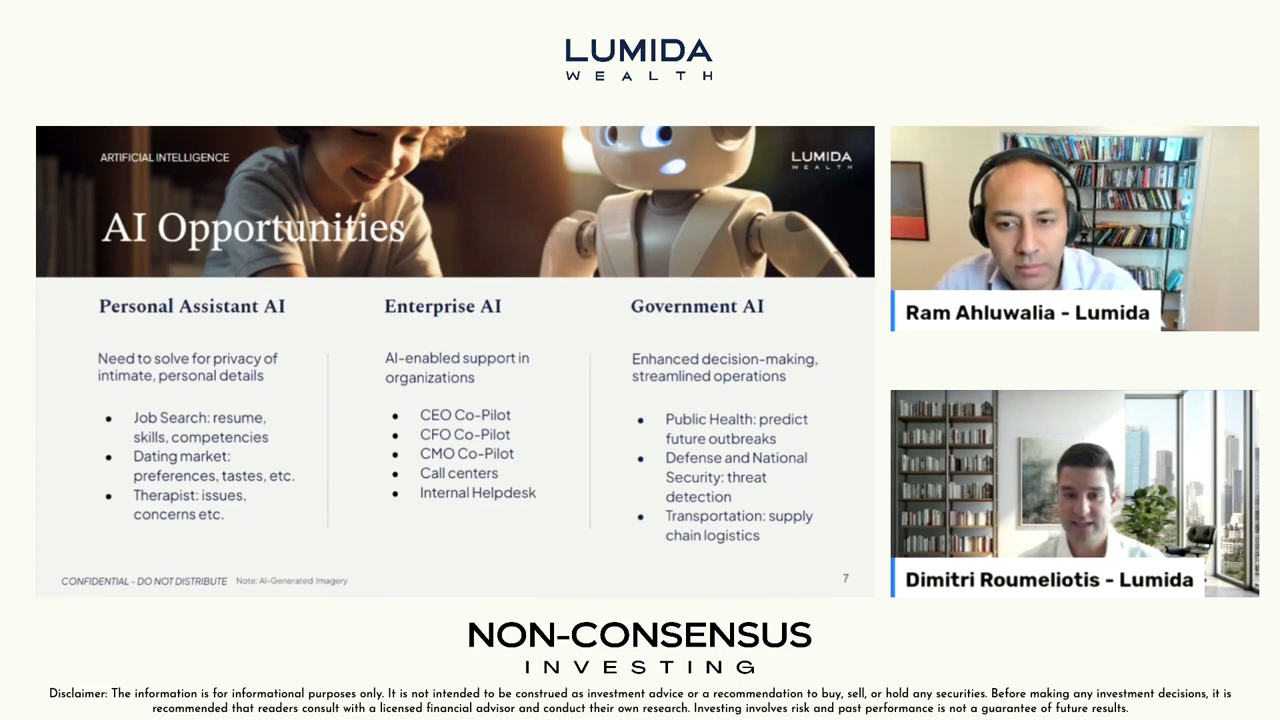 LUMIDA
WEALTH
ARTIFICIAL INTELLIGENCE
LUMIDA
WEALTH
AI Opportunities
Personal Assistant AI
Need to solve for privacy of
intimate, personal details
● Job Search: resume,
skills, competencies
● Dating market:
preferences, tastes, etc.
● Therapist: issues,
concerns etc.
Enterprise AI
AI-enabled support in
organizations
● CEO Co-Pilot
● CFO Co-Pilot
● CMO Co-Pilot
● Call centers
● Internal Helpdesk
Government AI
Enhanced decision-making,
streamlined operations
● Public Health: predict
future outbreaks
● Defense and National
Security: threat
detection
● Transportation: supply
chain logistics
CONFIDENTIAL - DO NOT DISTRIBUTE Note: AI-Generated Imagery
7
Ram Ahluwalia - Lumida
Dimitri Roumeliotis - Lumida
NON-CONSENSUS
INVESTING
Disclaimer: The information is for informational purposes only. It is not intended to be construed as investment advice or a recommendation to buy, sell, or hold any securities. Before making any investment decisions, it is
recommended that readers consult with a licensed financial advisor and conduct their own research. Investing involves risk and past performance is not a guarantee of future results.